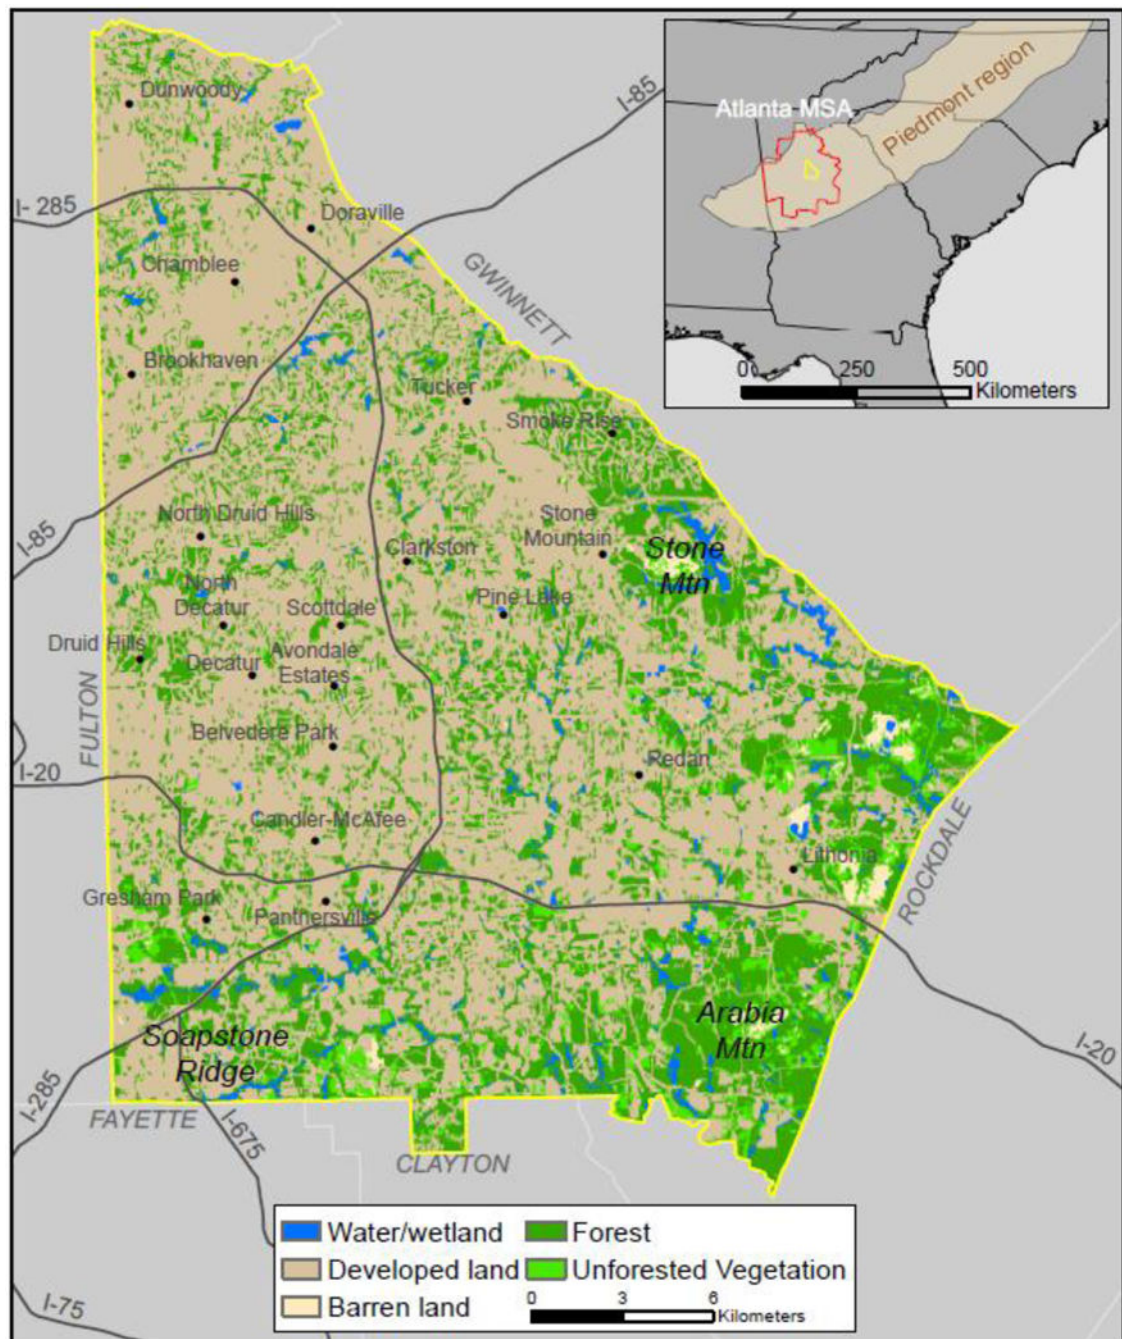 Dunwoody
I-85
Atlanta MSA
Piedmont region
I- 285
Doraville
Chamblee
GWINNETT
0 250 500
Kilometers
Brookhaven
Tucker
Smoke Rise
I-85
North Druid Hills
Stone
Mountain
Clarkston
Stone
Mtn
North
Decatur
Scottdale
Pine Lake
Druid Hills
Decatur
Avondale
Estates
FULTON
Belvedere Park
Redan
I-20
Candler-McAfee
Lithonia
ROCKDALE
Gresham Park
Panthersville
Soapstone
Ridge
Arabia
Mtn
I-20
I-285
FAYETTE
I-675
CLAYTON
Water/wetland
Forest
Developed land
Unforested Vegetation
Barren land
0 3 6
Kilometers
I-75